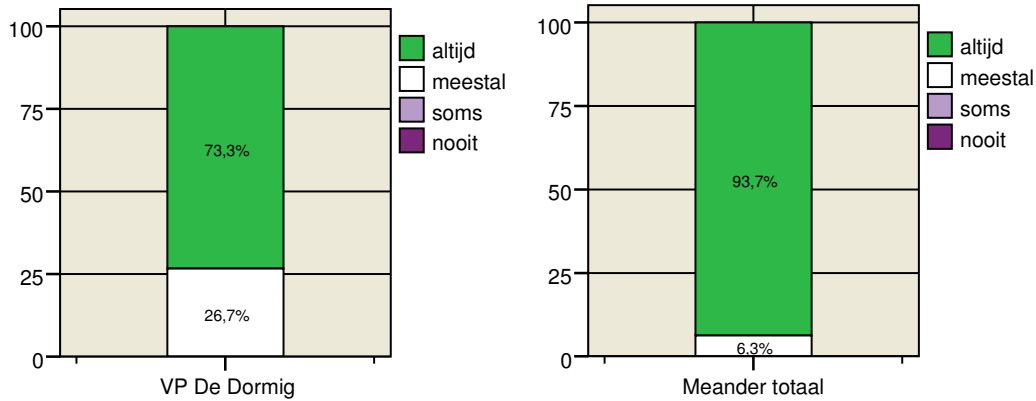 100
75
50
25
0
73,3%
26,7%
VP De Dormig
altijd
meestal
soms
nooit
100
75
50
25
0
93,7%
6,3%
Meander totaal
altijd
meestal
soms
nooit